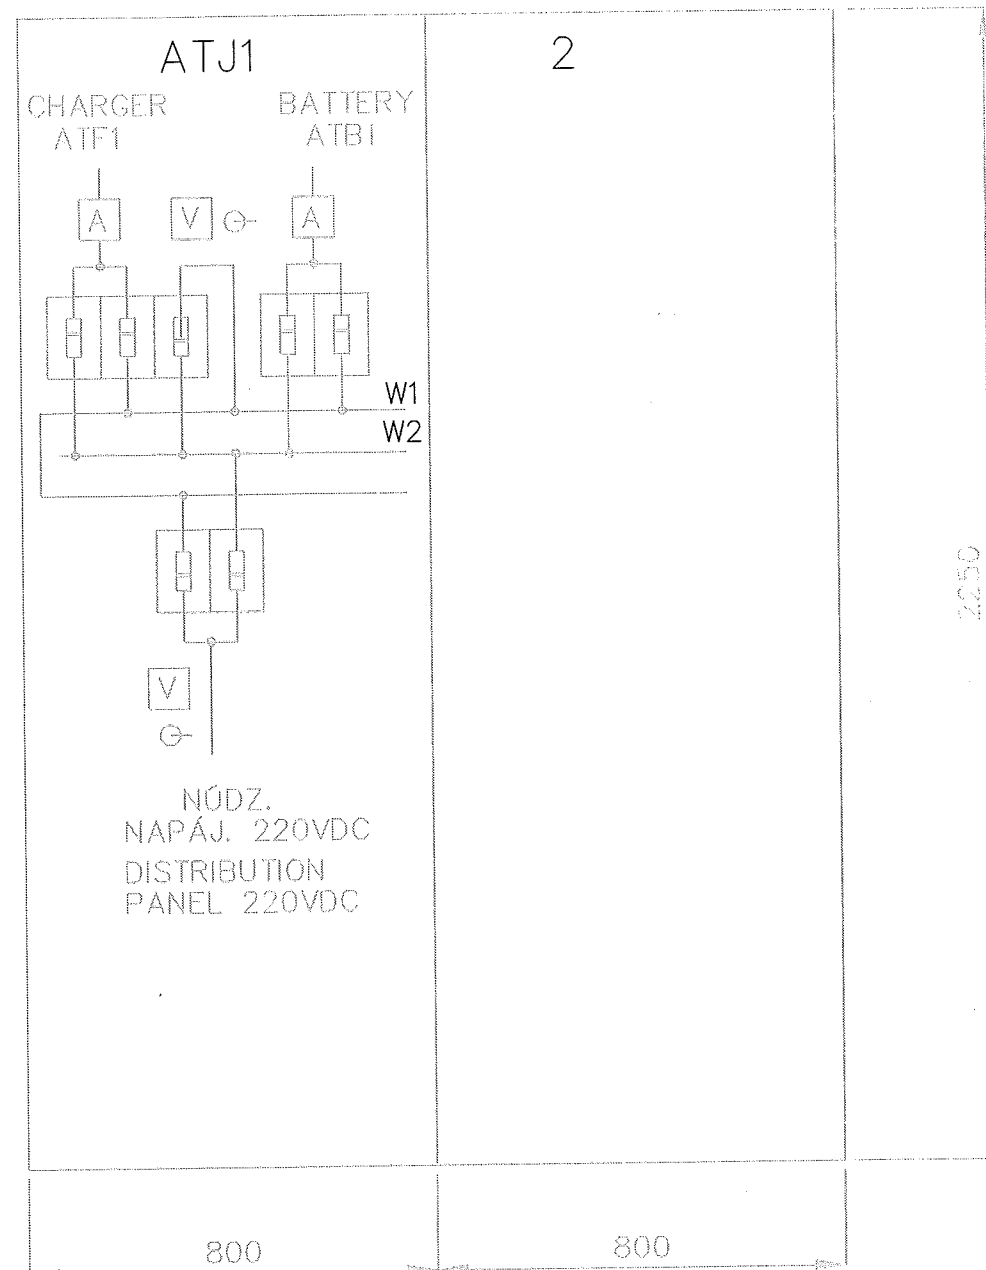 ATJ1
2
CHARGER
ATF1
BATTERY
ATB1
A
V
A
W1
W2
2250
V
NÚDZ.
NAPÁJ. 220VDC
DISTRIBUTION
PANEL 220VDC
800
800